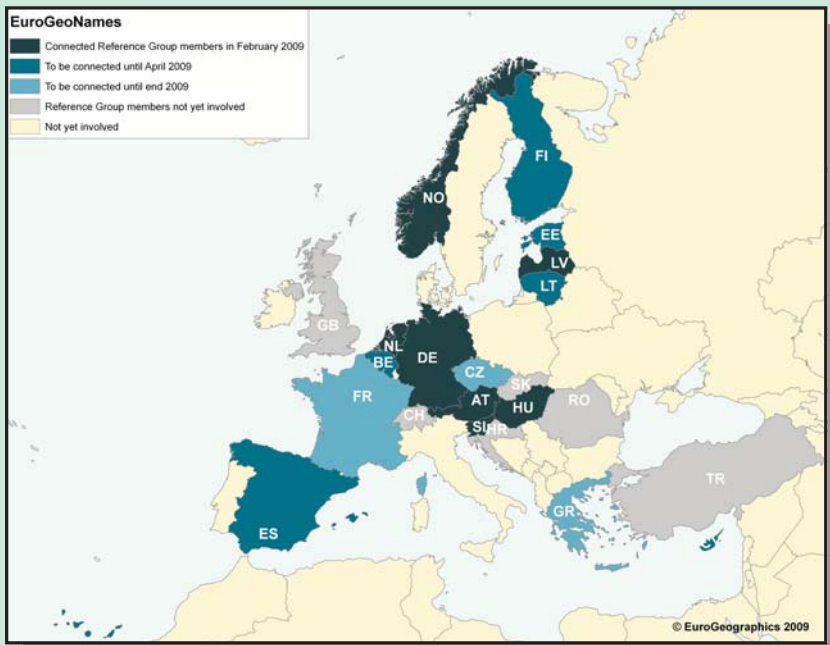 EuroGeoNames
Connected Reference Group members in February 2009
To be connected until April 2009
To be connected until end 2009
Reference Group members not yet involved
Not yet involved
FI
NO
EE
LV
LT
GB
NL
DE
BE
CZ
SK
FR
AT
HU
RO
CH
SI
HR
TR
GR
ES
© EuroGeographics 2009